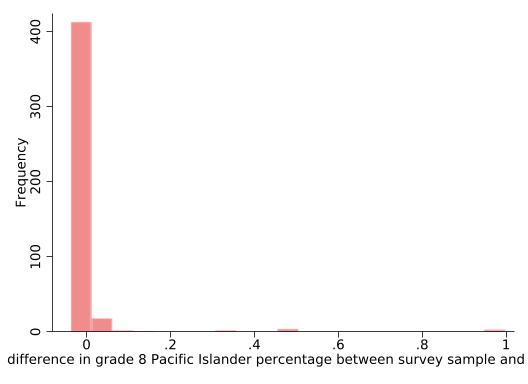 400
300
200
100
0
Frequency
0 .2 .4 .6 .8 1
difference in grade 8 Pacific Islander percentage between survey sample and